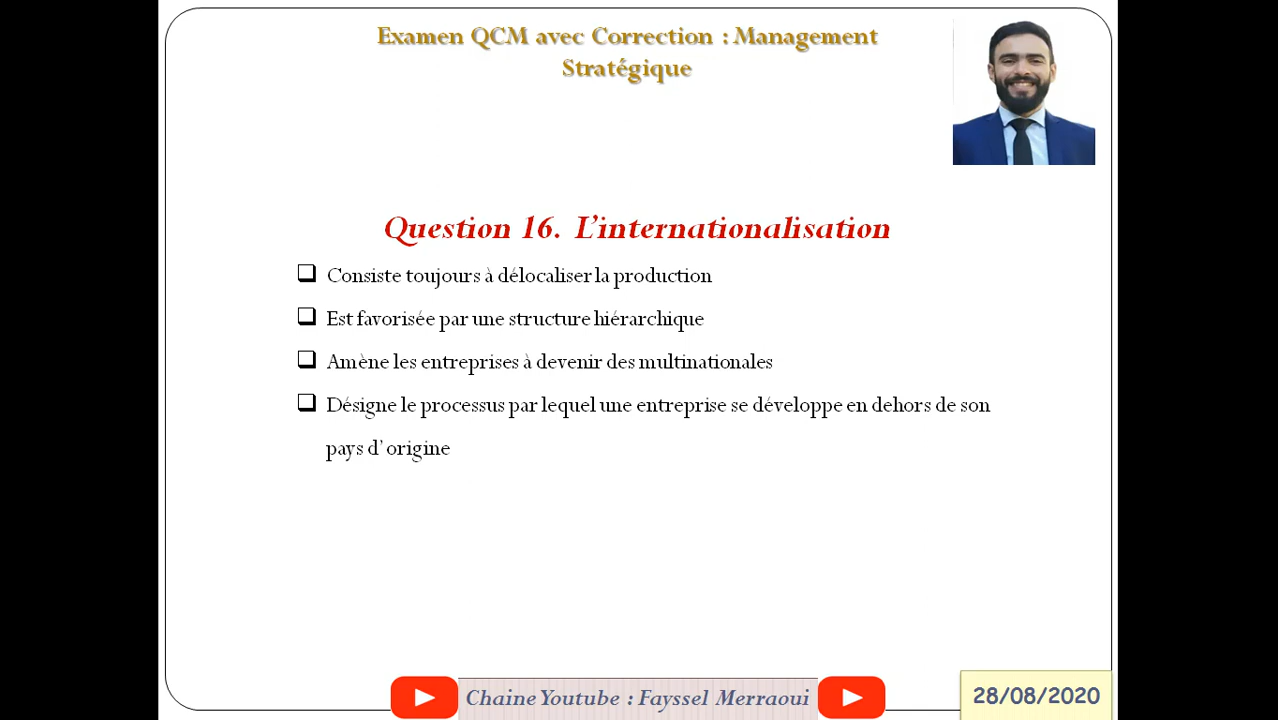 Examen QCM avec Correction : Management
Stratégique
Question 16. L'internationalisation
Consiste toujours à délocaliser la production
Est favorisée par une structure hiérarchique
Amène les entreprises à devenir des multinationales
Désigne le processus par lequel une entreprise se développe en dehors de son
pays d' origine
Chaine Youtube : Fayssel Merraoui
28/08/2020